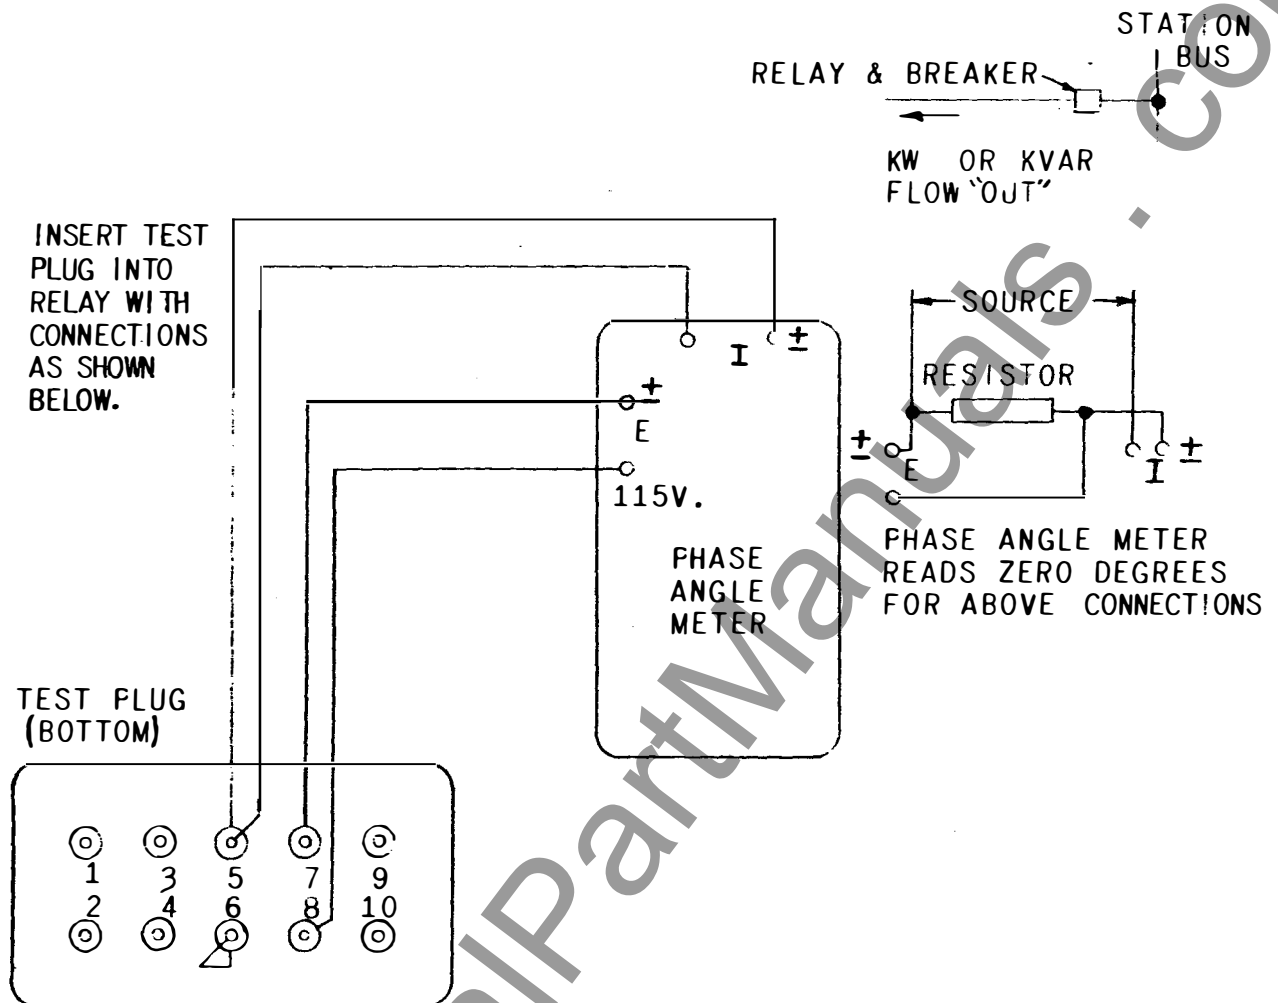 STATION
BUS
RELAY & BREAKER
KW OR KVAR
FLOW "OUT"
INSERT TEST
PLUG INTO
RELAY WITH
CONNECTIONS
AS SHOWN
BELOW.
I ±
±
E
115V.
PHASE
ANGLE
METER
SOURCE
RESISTOR
± E
I ±
PHASE ANGLE METER
READS ZERO DEGREES
FOR ABOVE CONNECTIONS
TEST PLUG
(BOTTOM)
1 3 5 7 9
2 4 6 8 10
alPartManuals . co